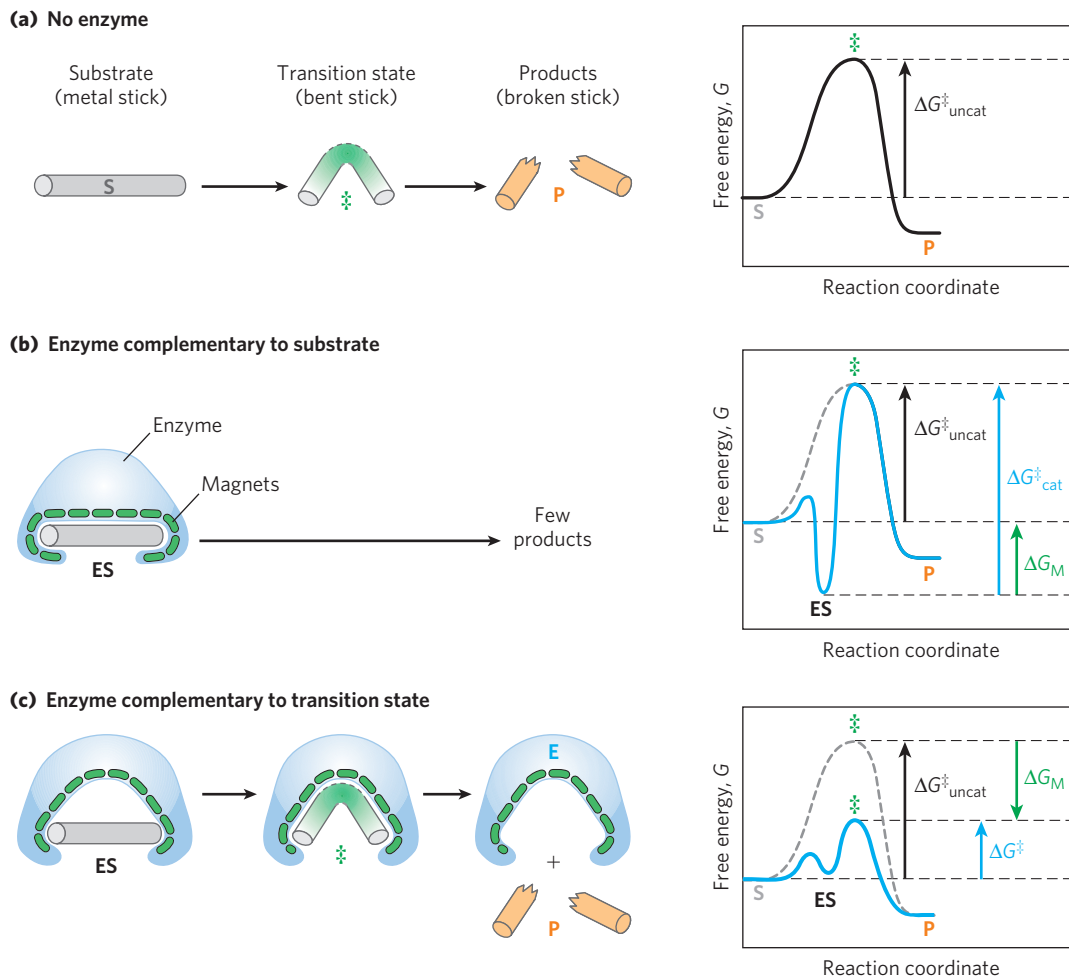 (a) No enzyme
Substrate
(metal stick)
Transition state
(bent stick)
Products
(broken stick)
S
‡
P
‡
ΔG‡uncat
Free energy, G
S
P
Reaction coordinate
(b) Enzyme complementary to substrate
Enzyme
Magnets
ES
Few
products
‡
ΔG‡uncat
ΔG‡cat
ΔGM
Free energy, G
S
P
ES
Reaction coordinate
(c) Enzyme complementary to transition state
ES
‡
E
+
P
‡
ΔG‡uncat
ΔGM
‡
ΔG‡
Free energy, G
S
ES
P
Reaction coordinate